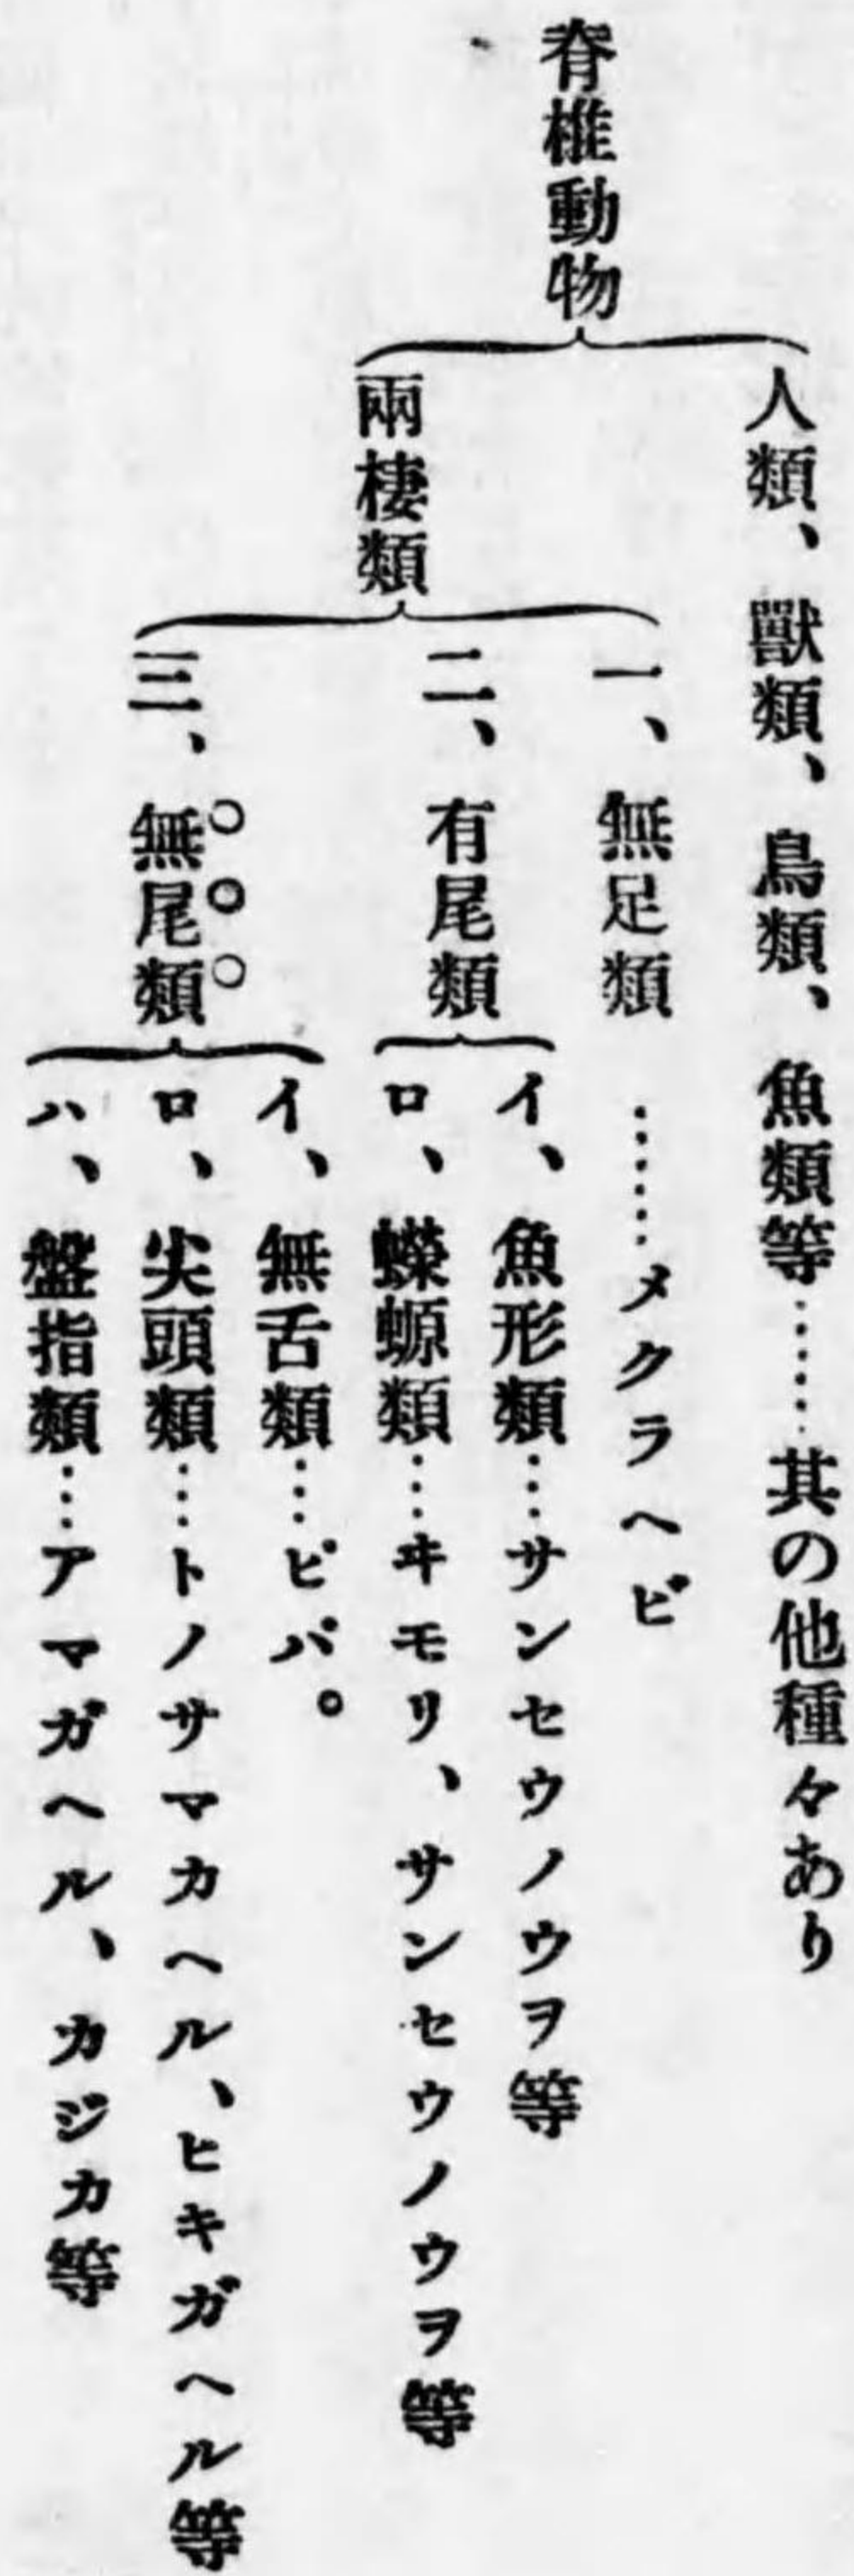 脊椎動物
人類、獸類、鳥類、魚類等……其の他種々あり
兩棲類
一、無足類……メクラヘビ
二、有尾類
イ、魚形類…サンセウノウヲ等
ロ、蠑螈類…ヰモリ、サンセウノウヲ等
三、無尾類
イ、無舌類…ピパ。
ロ、尖頭類…トノサマカヘル、ヒキガヘル等
ハ、盤指類…アマガヘル、カジカ等